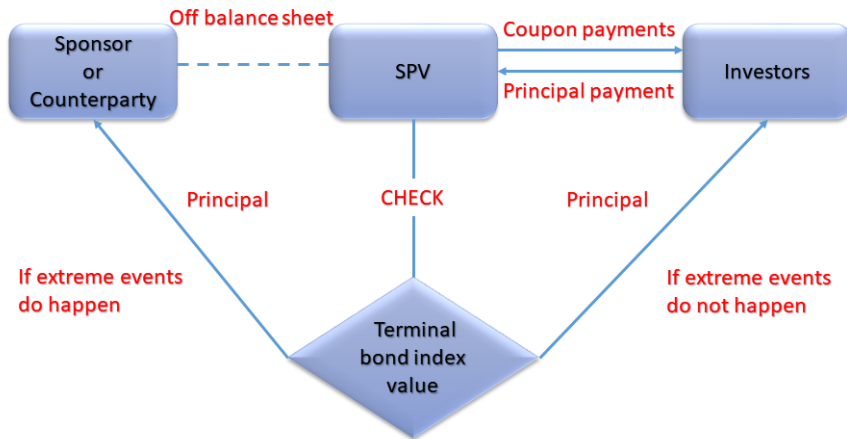 Off balance sheet
Sponsor
or
Counterparty
SPV
Coupon payments
Principal payment
Investors
Principal
CHECK
Principal
If extreme events
do happen
If extreme events
do not happen
Terminal
bond index
value